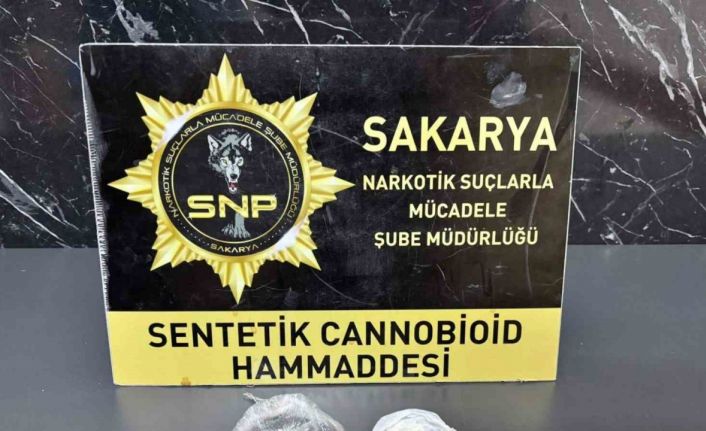 NARKOTİK SUÇLARLA MÜCADELE ŞUBE MÜDÜRLÜĞÜ
SNP
SAKARYA
SAKARYA
NARKOTİK SUÇLARLA
MÜCADELE
ŞUBE MÜDÜRLÜĞÜ
SENTETİK CANNOBİOİD
HAMMADDESİ